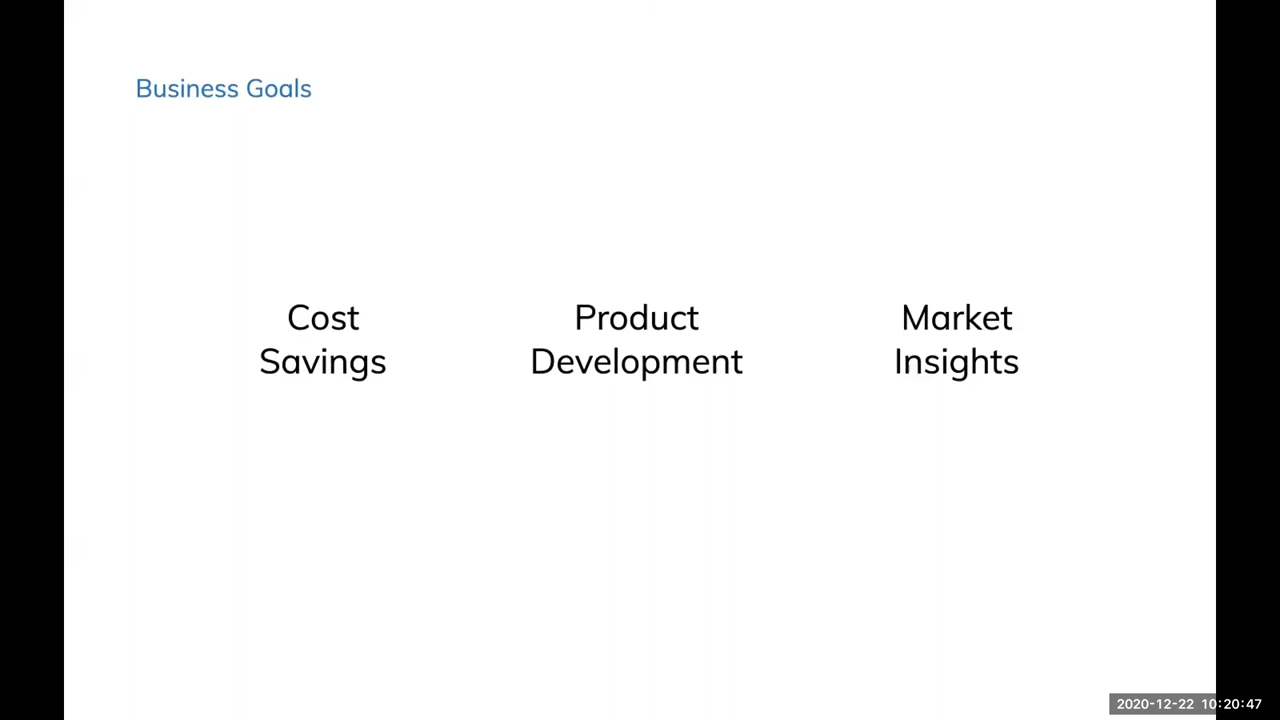 Business Goals
Cost
Savings
Product
Development
Market
Insights
2020-12-22 10:20:47